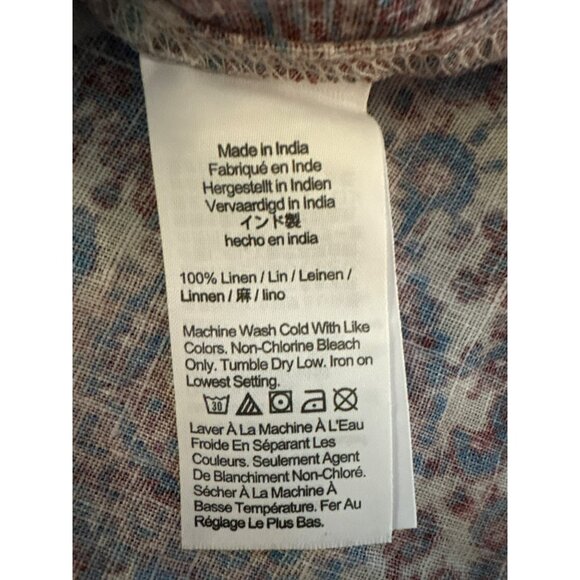 Made in India
Fabriqué en Inde
Hergestellt in Indien
Vervaardigd in India
インド製
hecho en india
100% Linen / Lin / Leinen /
Linnen / 麻 / lino
Machine Wash Cold With Like
Colors. Non-Chlorine Bleach
Only. Tumble Dry Low. Iron on
Lowest Setting.
30
Laver À La Machine À L'Eau
Froide En Séparant Les
Couleurs. Seulement Agent
De Blanchiment Non-Chloré.
Sécher À La Machine À
Basse Température. Fer Au
Réglage Le Plus Bas.